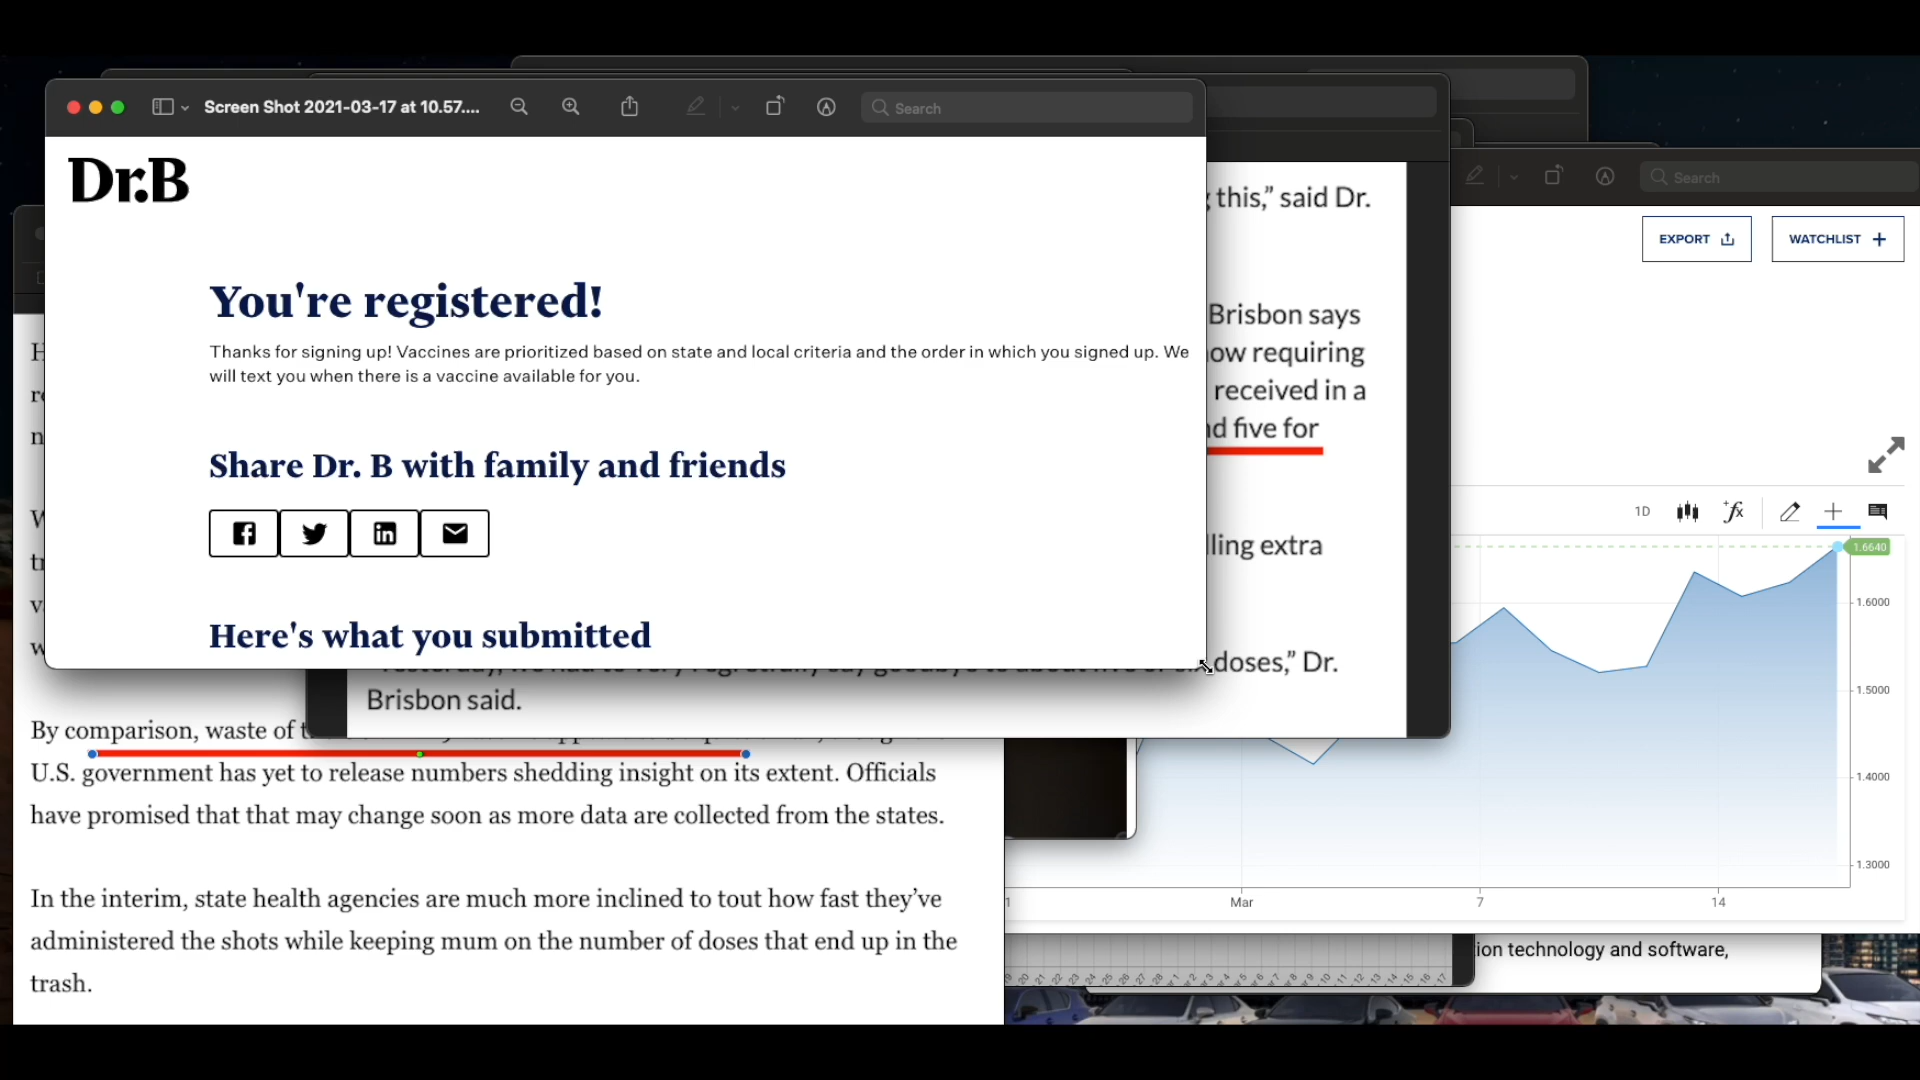 Screen Shot 2021-03-17 at 10.57....
Search
Dr.B
You're registered!
Thanks for signing up! Vaccines are prioritized based on state and local criteria and the order in which you signed up. We
will text you when there is a vaccine available for you.
Share Dr. B with family and friends
Here's what you submitted
this,” said Dr.
Brisbon says
requiring
received in a
five for
extra
doses,” Dr.
Brisbon said.
Search
EXPORT
WATCHLIST
1D
1.6640
1.6000
1.5000
1.4000
1.3000
Mar
7
14
By comparison, waste of
U.S. government has yet to release numbers shedding insight on its extent. Officials
have promised that that may change soon as more data are collected from the states.
In the interim, state health agencies are much more inclined to tout how fast they’ve
administered the shots while keeping mum on the number of doses that end up in the
trash.
technology and software,